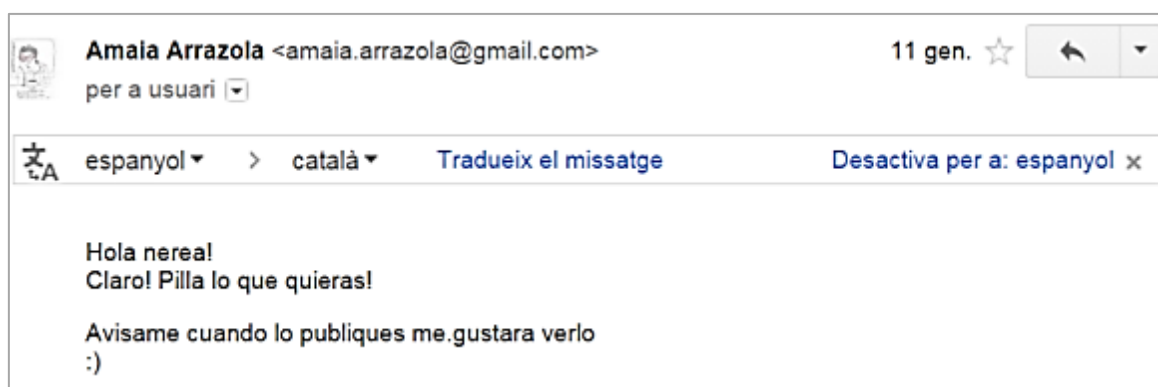 Amaia Arrazola <amaia.arrazola@gmail.com> 11 gen.
per a usuari
espanyol > català Tradueix el missatge Desactiva per a: espanyol ×
Hola nerea!
Claro! Pilla lo que quieras!
Avisame cuando lo publiques me.gustara verlo
:)